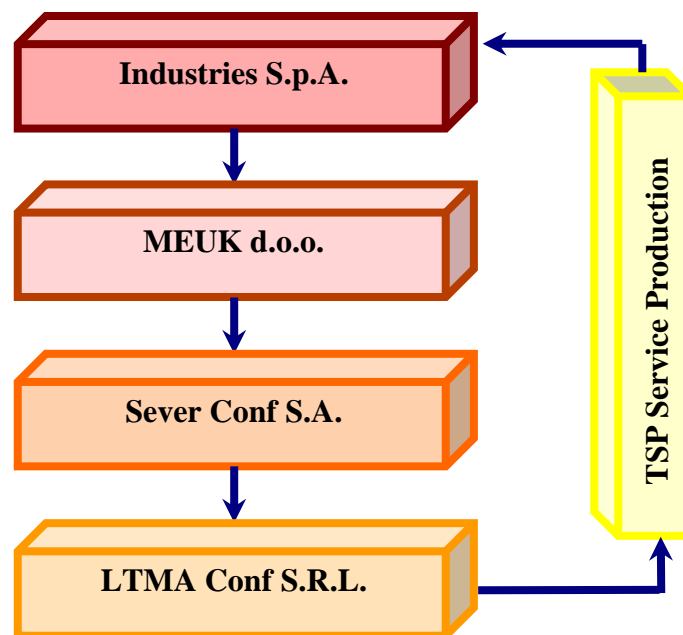 Industries S.p.A.
MEUK d.o.o.
Sever Conf S.A.
LTMA Conf S.R.L.
TSP Service Production